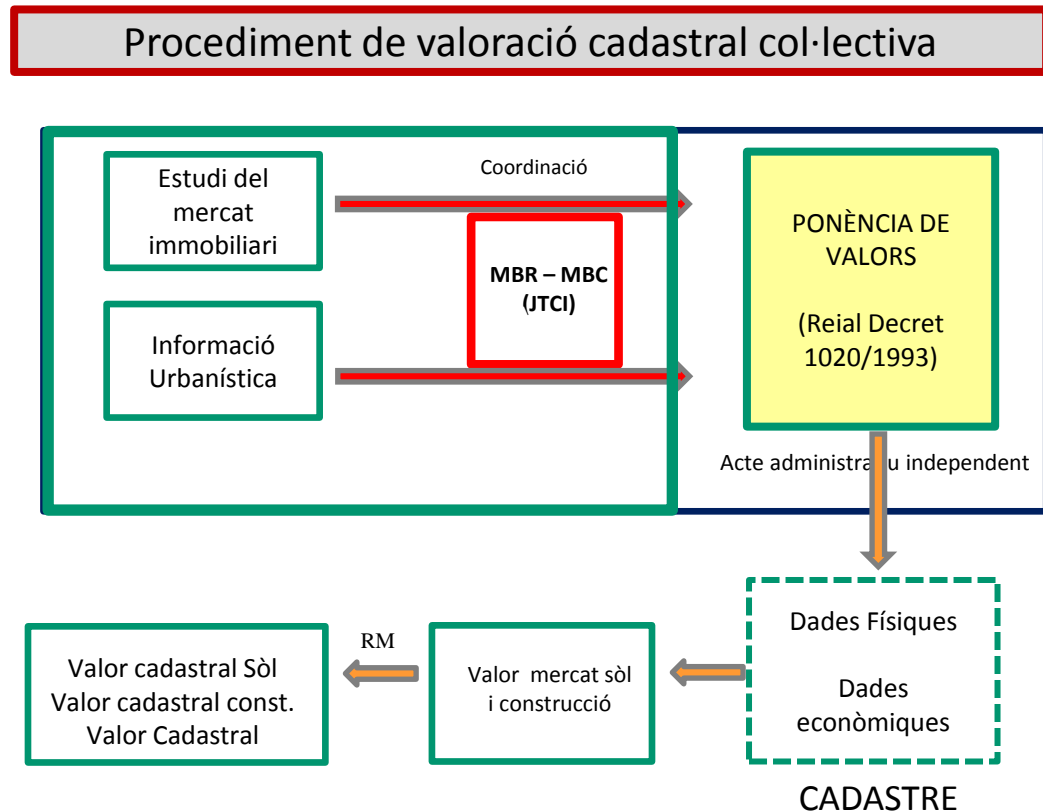 Procediment de valoració cadastral col·lectiva
Estudi del
mercat
immobiliari
Coordinació
MBR – MBC
(JTCI)
Informació
Urbanística
PONÈNCIA DE
VALORS
(Reial Decret
1020/1993)
Acte administratiu independent
Dades Físiques
Dades
econòmiques
CADASTRE
Valor mercat sòl
i construcció
RM
Valor cadastral Sòl
Valor cadastral const.
Valor Cadastral